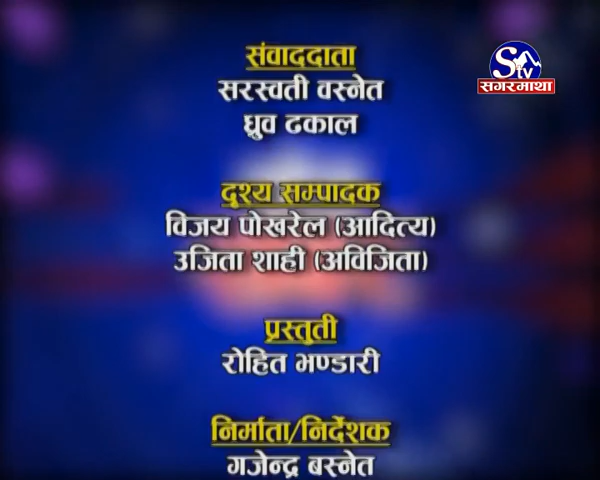 संवाददाता
सरस्वती वस्नेत
ध्रुव ढकाल
S tv
सगरमाथा
दृश्य सम्पादक
विजय पोखरेल (आदित्य)
उजिता शाही (अविजिता)
प्रस्तुती
रोहित भण्डारी
निर्माता/निर्देशक
गजेन्द्र बस्नेत